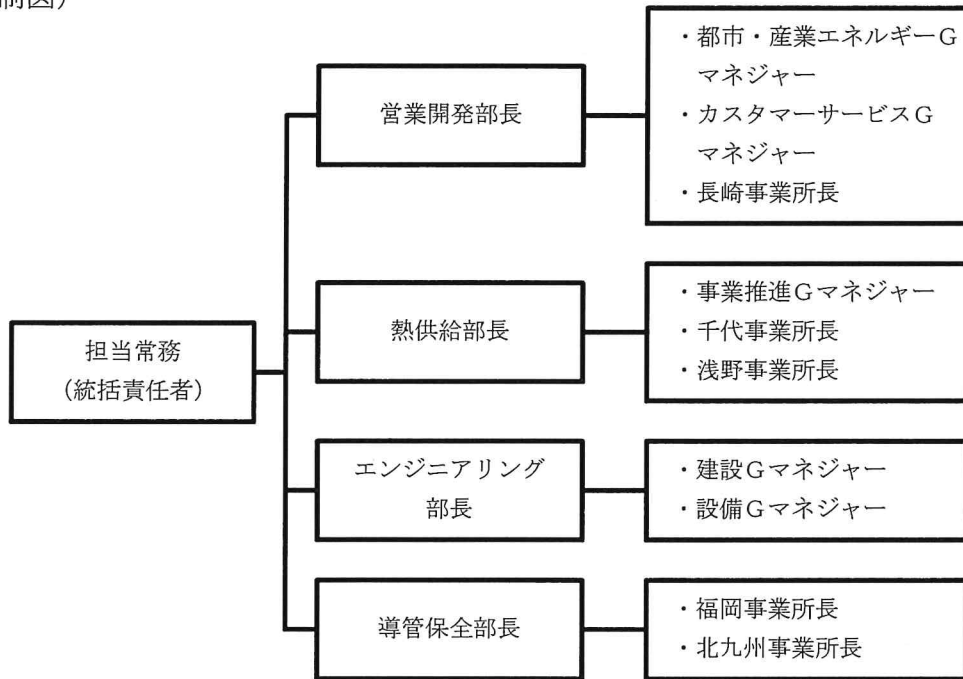 制図）
・都市・産業エネルギーＧ
マネジャー
・カスタマーサービスＧ
マネジャー
・長崎事業所長
営業開発部長
・事業推進Ｇマネジャー
・千代事業所長
・浅野事業所長
熱供給部長
担当常務
（統括責任者）
エンジニアリング
部長
・建設Ｇマネジャー
・設備Ｇマネジャー
導管保全部長
・福岡事業所長
・北九州事業所長